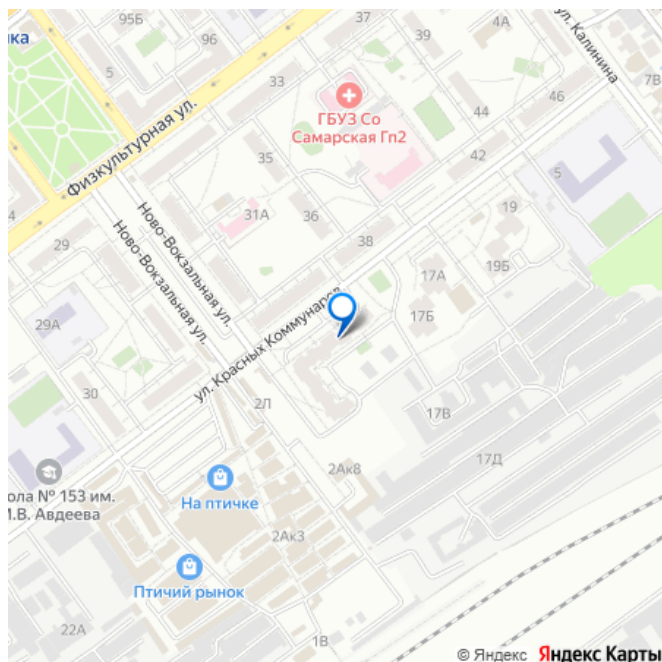 95Б
96
37
39
4А
ул. Калинина
7В
ика
5
33
ГБУЗ Со
Самарская Гп2
44
46
Физкультурная ул.
35
42
5
4
31А
36
19
29
Ново-Вокзальная ул.
Ново-Вокзальная ул.
38
17А
19Б
29А
17Б
ул. Красных Коммунаров
30
2Л
17В
2Ак8
17Д
ола № 153 им.
М.В. Авдеева
На птичке
2Ак3
Птичий рынок
22А
1В
© Яндекс Яндекс Карты